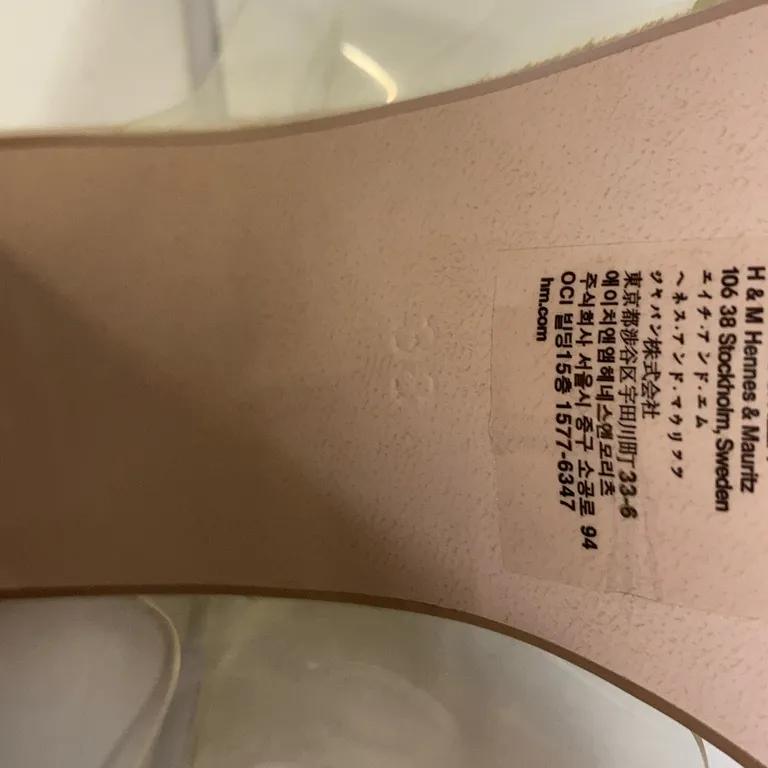 H & M Hennes & Mauritz
106 38 Stockholm, Sweden
エイチ・アンド・エム
ヘネス・アンド・マウリッツ
ジャパン株式会社
東京都渋谷区宇田川町33-6
에이치앤엠헤네스앤모리츠
주식회사 서울시 중구 소공로 94
OCI 빌딩15층 1577-6347
hm.com